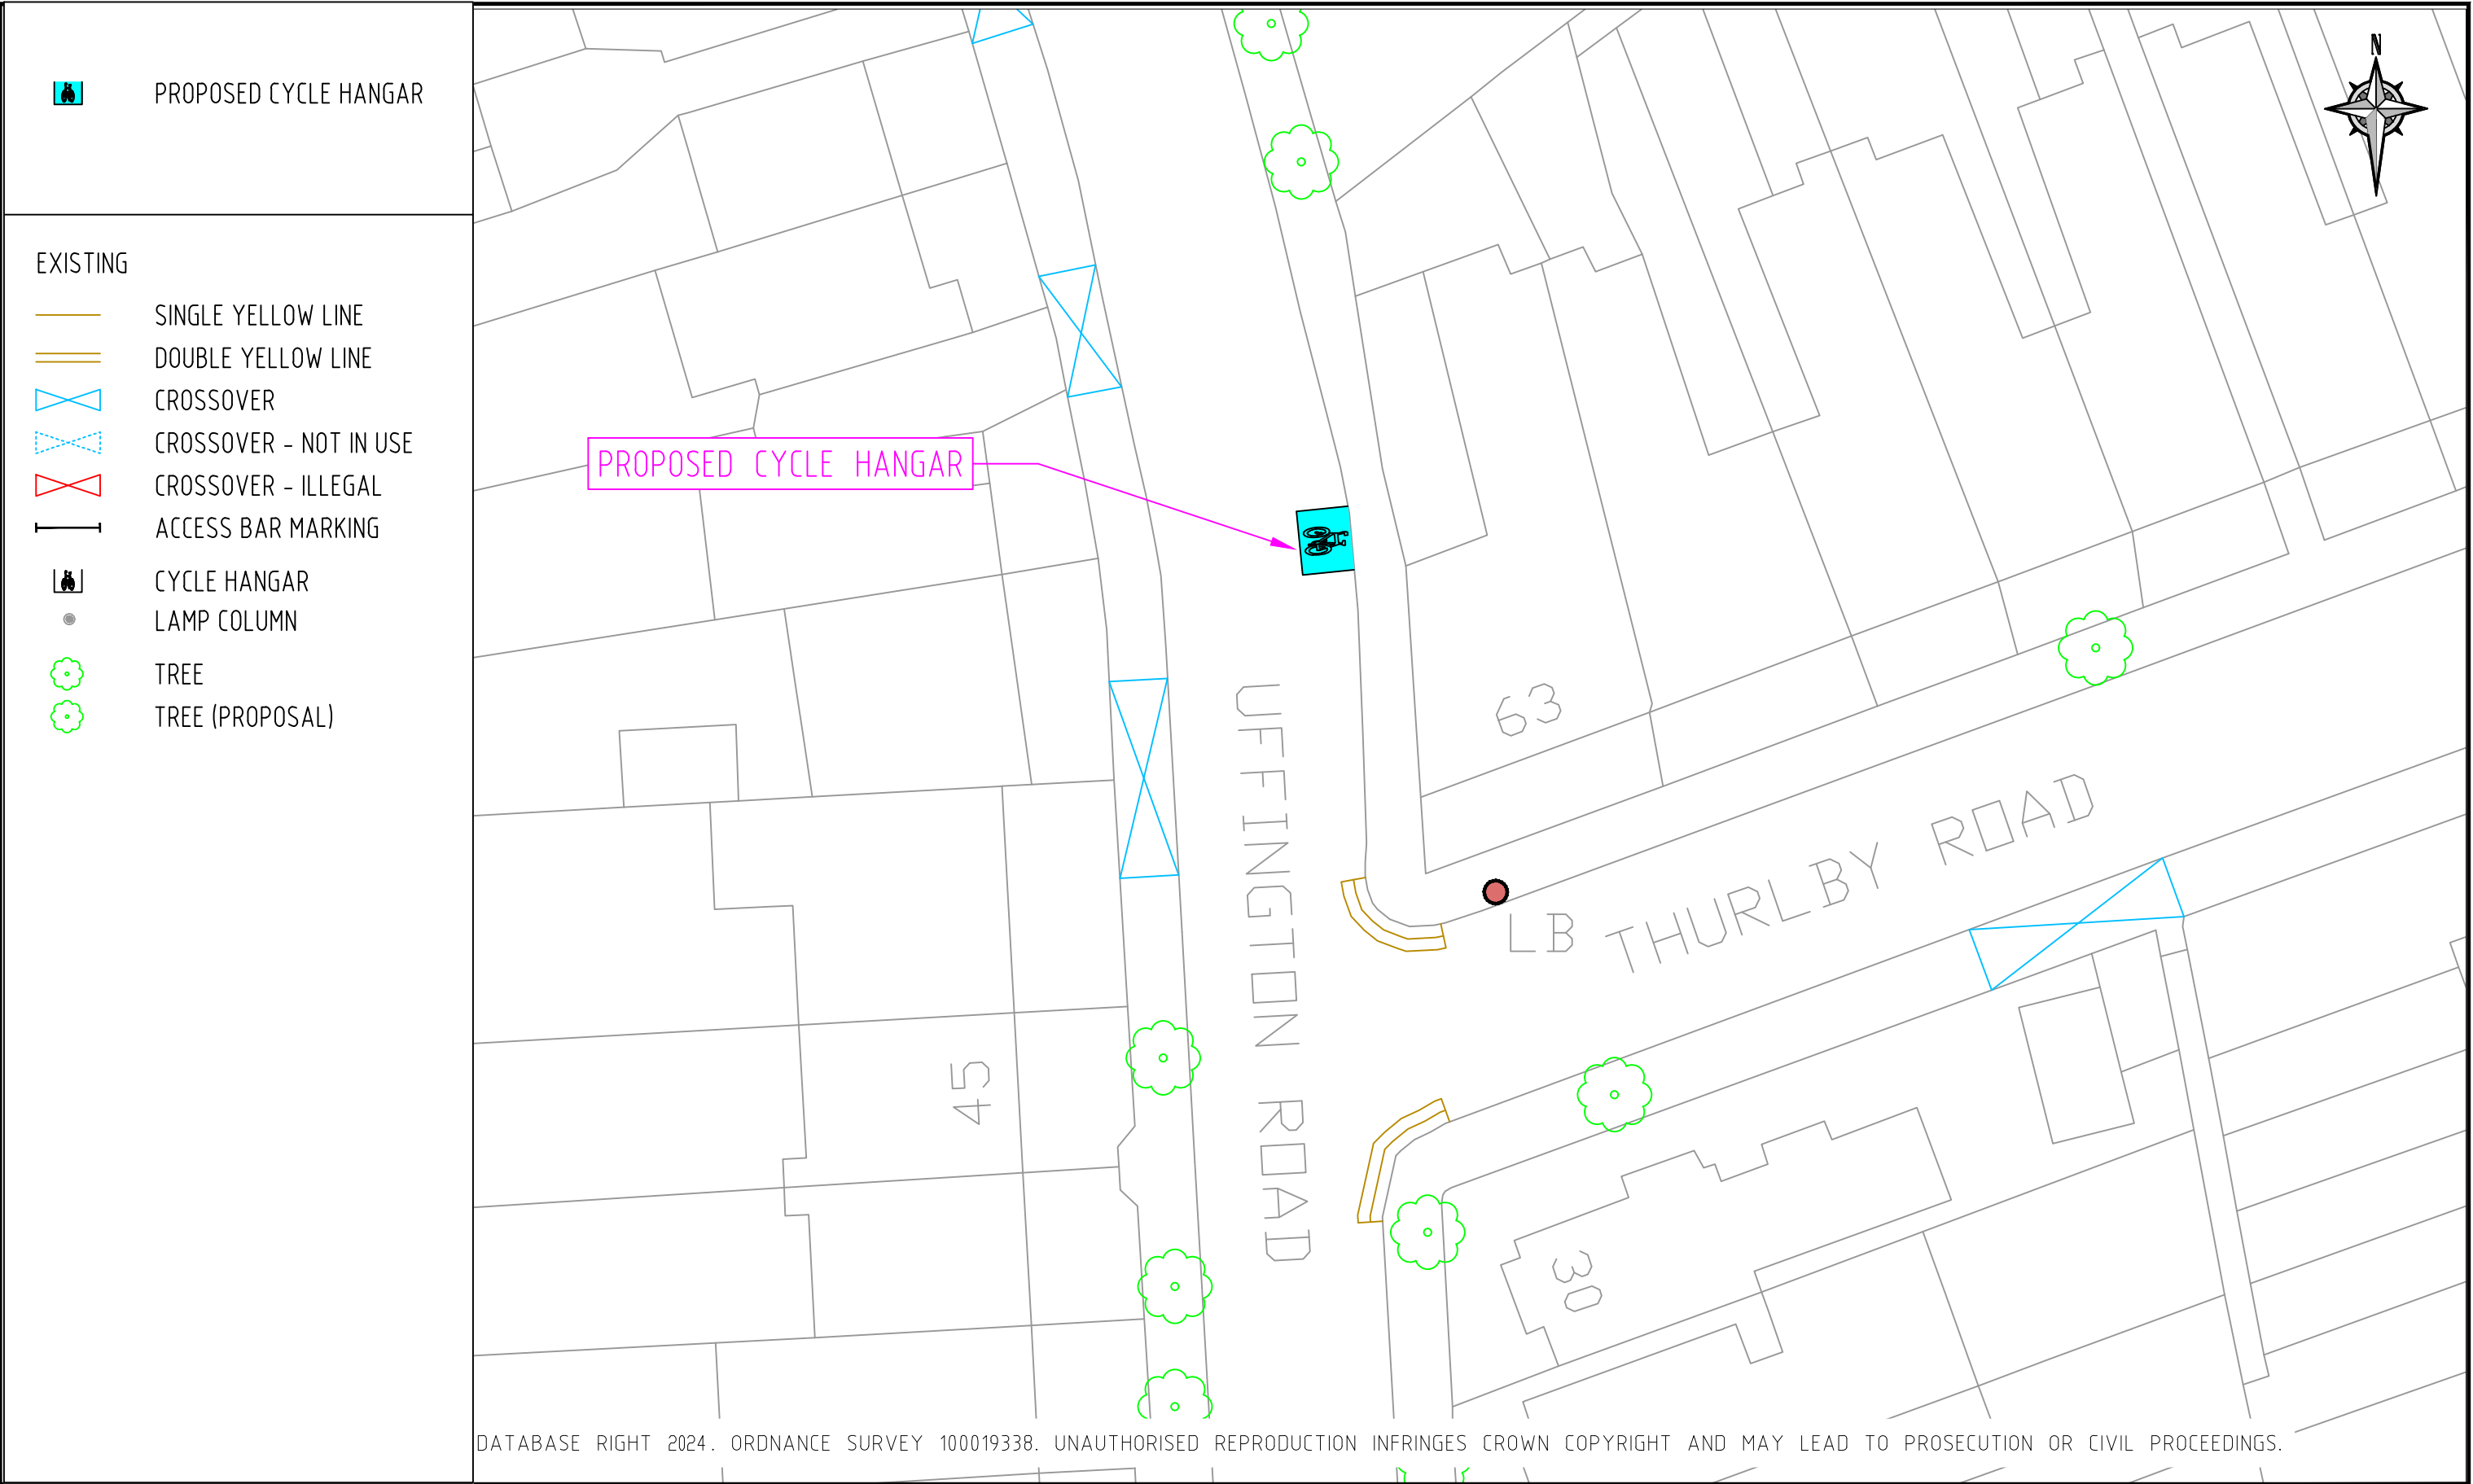 PROPOSED CYCLE HANGAR
EXISTING
SINGLE YELLOW LINE
DOUBLE YELLOW LINE
CROSSOVER
CROSSOVER - NOT IN USE
CROSSOVER - ILLEGAL
ACCESS BAR MARKING
CYCLE HANGAR
LAMP COLUMN
TREE
TREE (PROPOSAL)
N
PROPOSED CYCLE HANGAR
63
UFFINGTON ROAD
THURLBY ROAD
LB
45
30
DATABASE RIGHT 2024. ORDNANCE SURVEY 100019338. UNAUTHORISED REPRODUCTION INFRINGES CROWN COPYRIGHT AND MAY LEAD TO PROSECUTION OR CIVIL PROCEEDINGS.